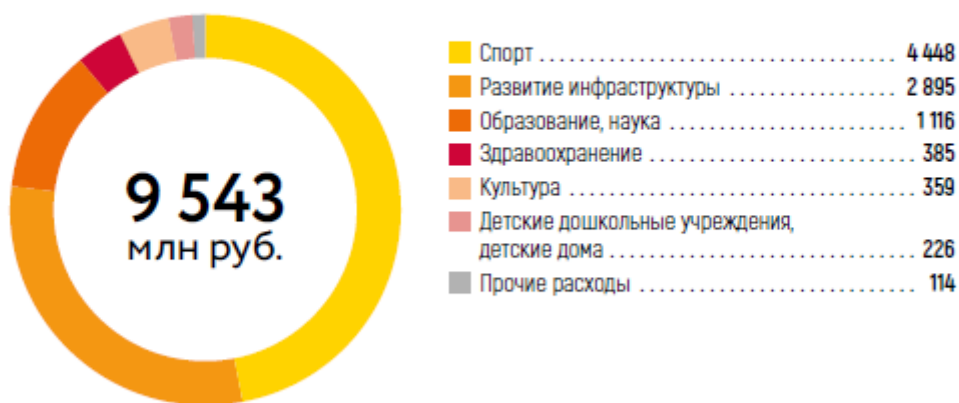 9 543
млн руб.
Спорт ........................................ 4 448
Развитие инфраструктуры .................. 2 895
Образование, наука ......................... 1 116
Здравоохранение ............................ 385
Культура ..................................... 359
Детские дошкольные учреждения,
детские дома ................................. 226
Прочие расходы ............................. 114